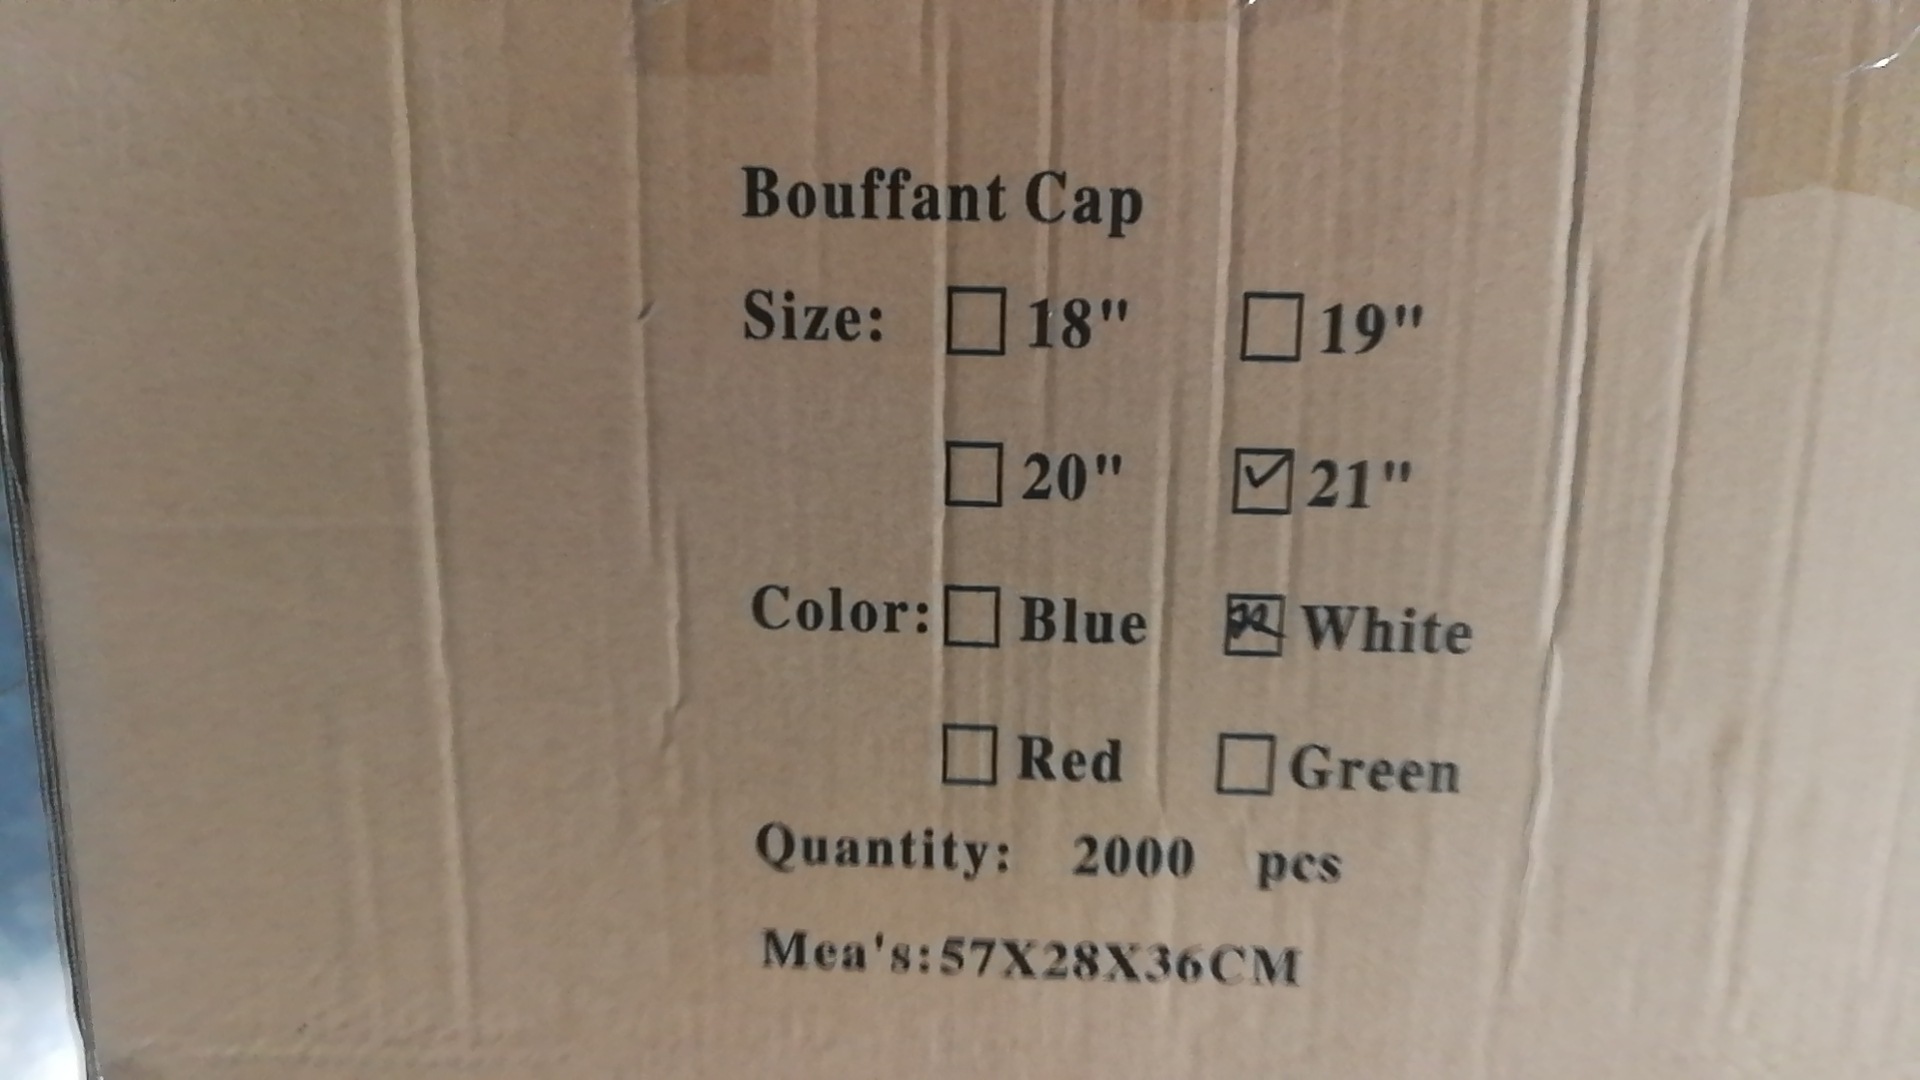 Bouffant Cap
Size: ☐ 18" ☐ 19"
☐ 20" ☑ 21"
Color: ☐ Blue ☒ White
☐ Red ☐ Green
Quantity: 2000 pcs
Mea's:57X28X36CM